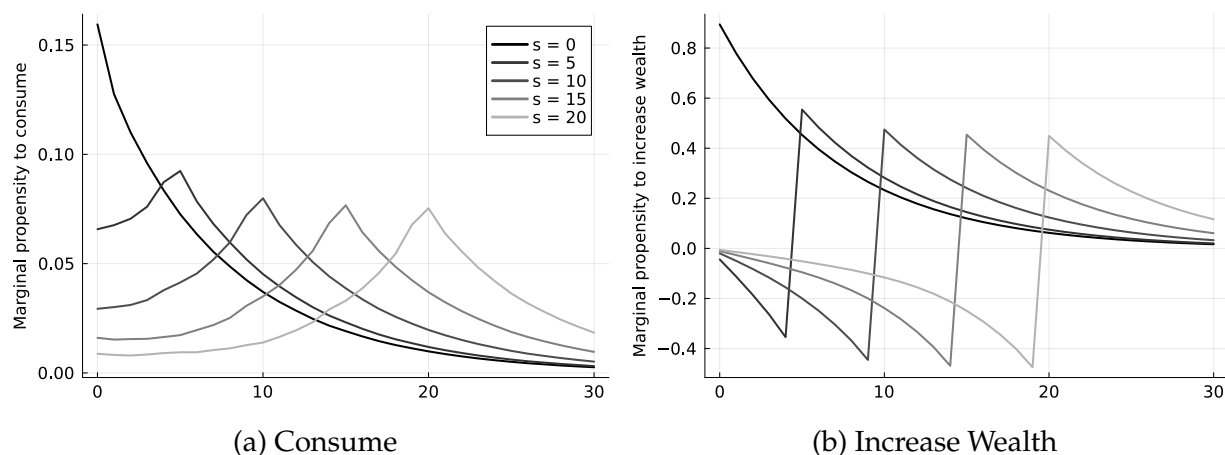 Marginal propensity to consume
0.15
0.10
0.05
0.00
0
10
20
30
s = 0
s = 5
s = 10
s = 15
s = 20
(a) Consume
Marginal propensity to increase wealth
0.8
0.6
0.4
0.2
0.0
−0.2
−0.4
0
10
20
30
(b) Increase Wealth